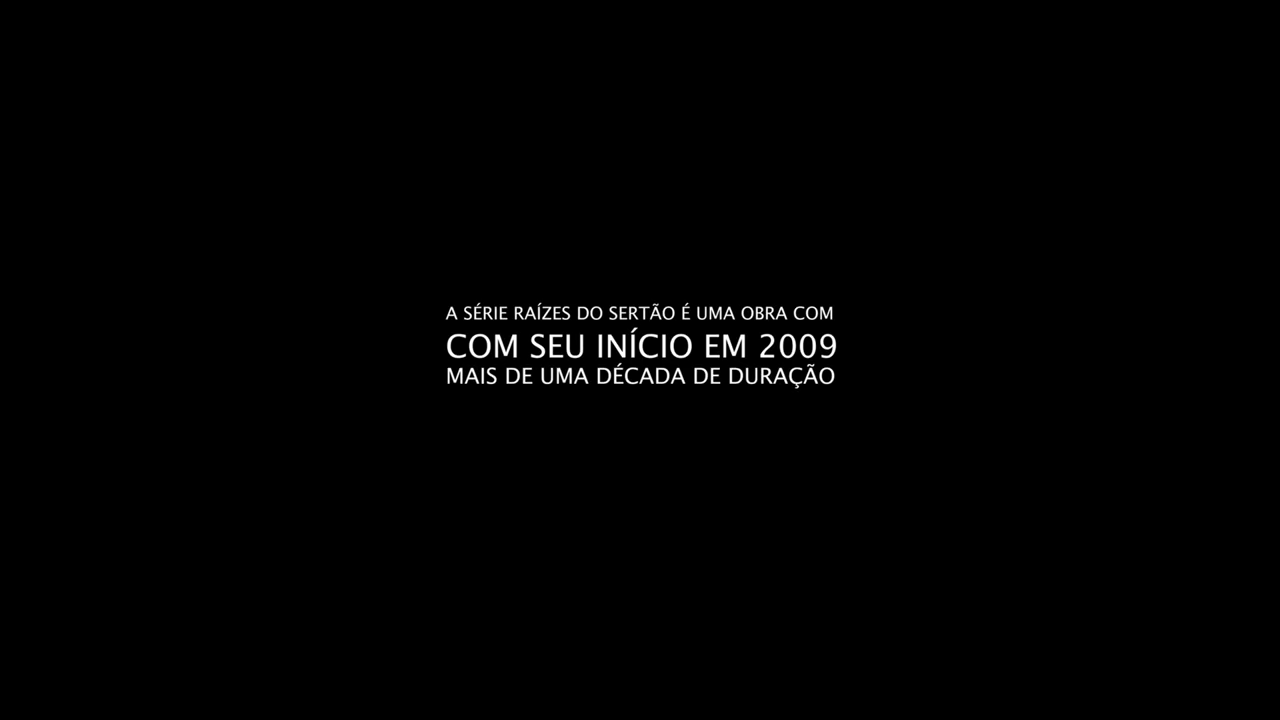 A SÉRIE RAÍZES DO SERTÃO É UMA OBRA COM
COM SEU INÍCIO EM 2009
MAIS DE UMA DÉCADA DE DURAÇÃO